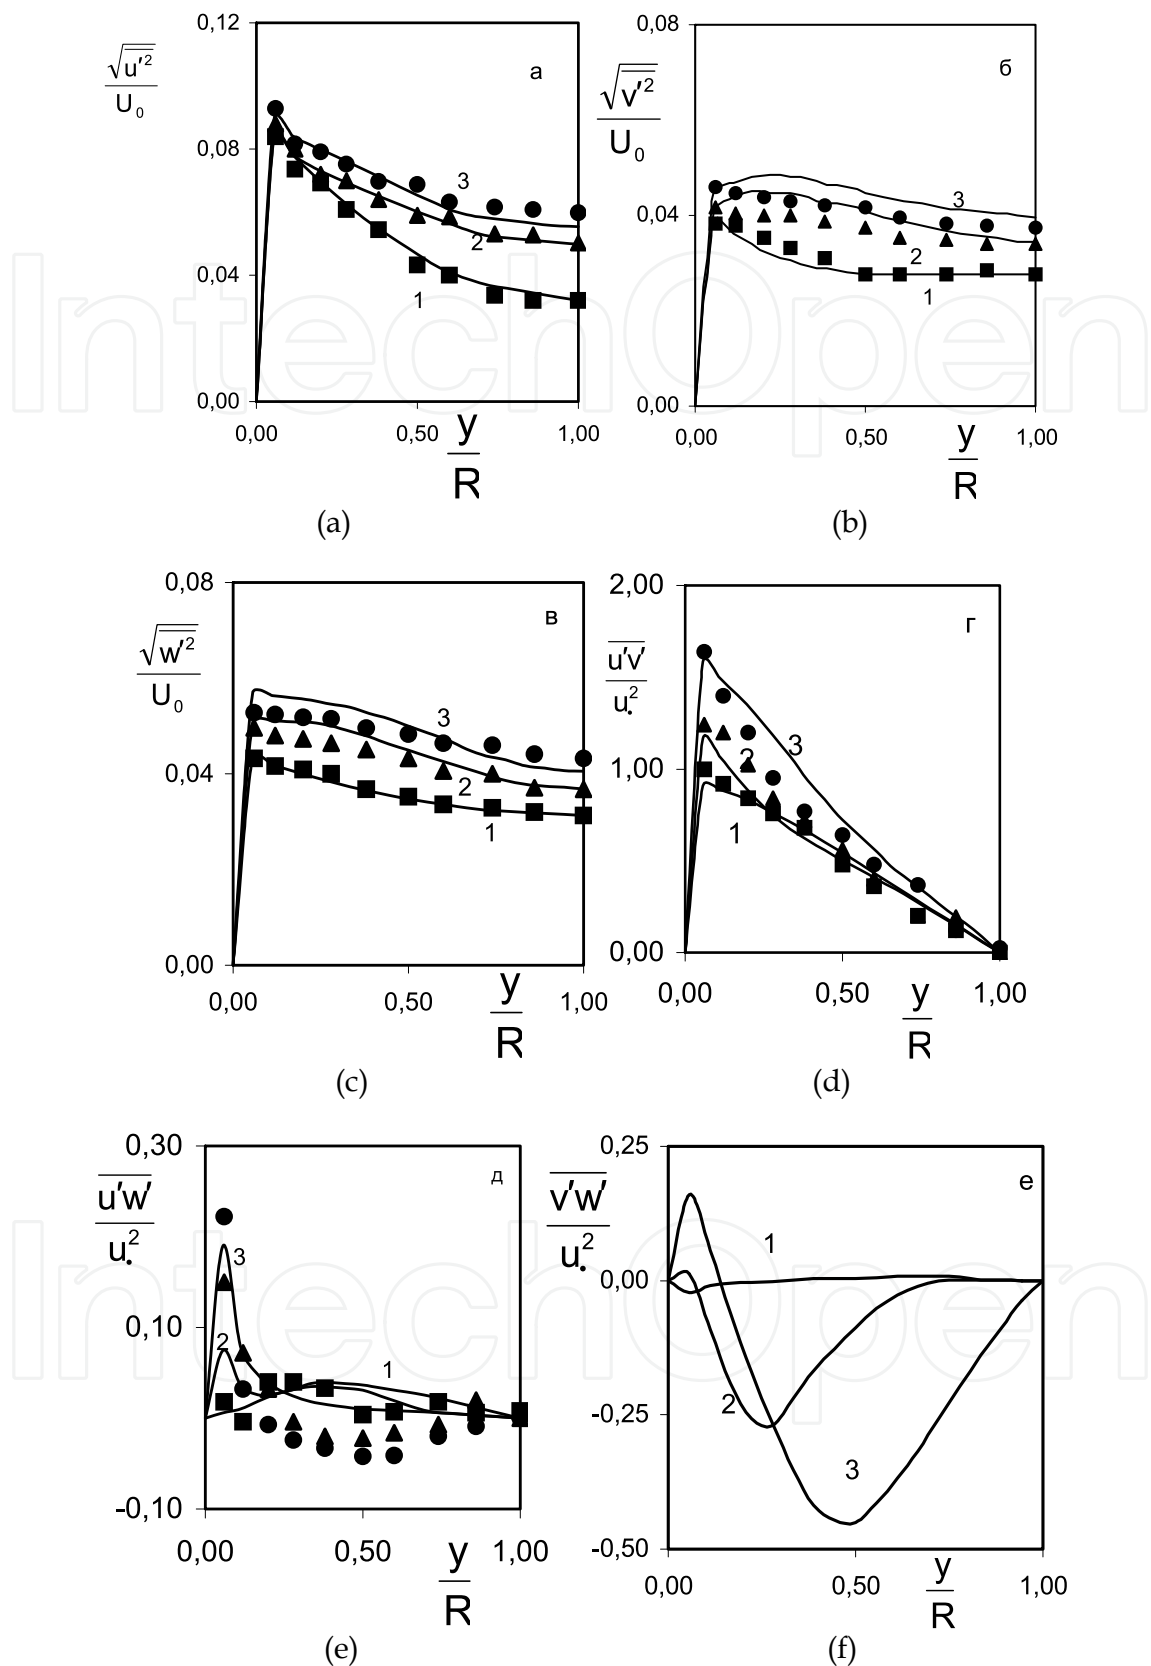 0,12
√u′²
U₀
а
0,08
0,04
0,00
3
2
1
0,00 0,50 1,00
y
R
(a)
0,08
√v′²
U₀
б
0,04
0,00
3
2
1
0,00 0,50 1,00
y
R
(b)
0,08
√w′²
U₀
в
0,04
0,00
3
2
1
0,00 0,50 1,00
y
R
(c)
2,00
u′v′
u²
г
1,00
0,00
3
2
1
0,00 0,50 1,00
y
R
(d)
0,30
u′w′
u²
д
0,10
-0,10
3
2
1
0,00 0,50 1,00
y
R
(e)
0,25
v′w′
u²
е
0,00
-0,25
-0,50
1
2
3
0,00 0,50 1,00
y
R
(f)
IntechOpen
IntechOpen